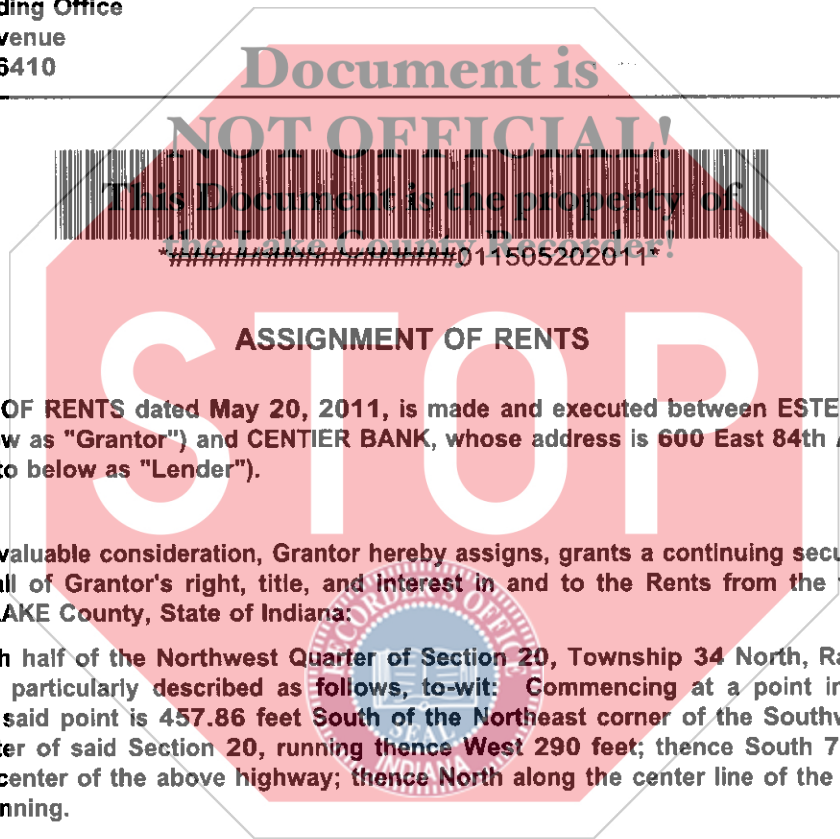 ding Office
venue
6410
Document is
NOT OFFICIAL!
This Document is the property of
the Lake County Recorder!
*####################011505202011*
ASSIGNMENT OF RENTS
OF RENTS dated May 20, 2011, is made and executed between ESTE
w as "Grantor") and CENTIER BANK, whose address is 600 East 84th A
to below as "Lender").
STOP
valuable consideration, Grantor hereby assigns, grants a continuing secu
all of Grantor's right, title, and interest in and to the Rents from the
AKE County, State of Indiana:
h half of the Northwest Quarter of Section 20, Township 34 North, Ra
particularly described as follows, to-wit: Commencing at a point in
said point is 457.86 feet South of the Northeast corner of the Southw
ter of said Section 20, running thence West 290 feet; thence South 7
center of the above highway; thence North along the center line of the
nning.
RECORDER'S OFFICE
SEAL
INDIANA